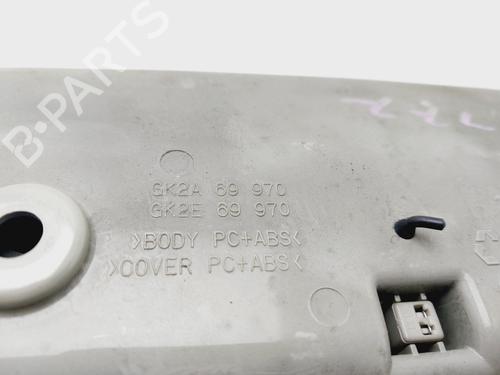 B-PARTS
GK2A 69 970
GK2E 69 970
>BODY PC+ABS<
>COVER PC+ABS<